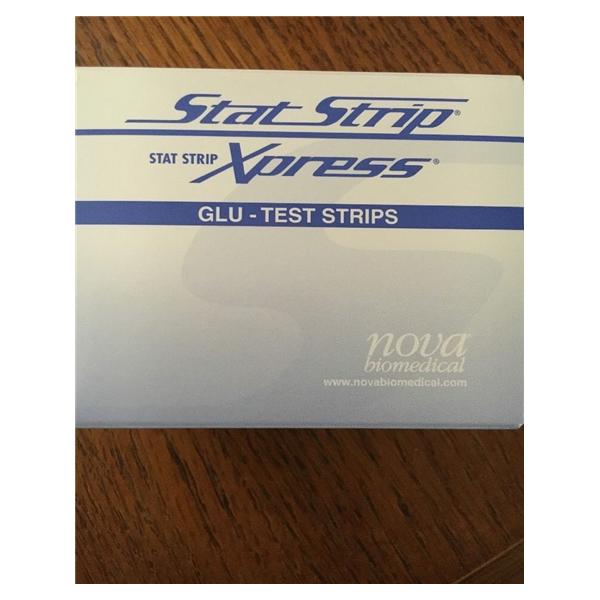 Stat Strip®
STAT STRIP Xpress®
GLU - TEST STRIPS
nova
biomedical
www.novabiomedical.com